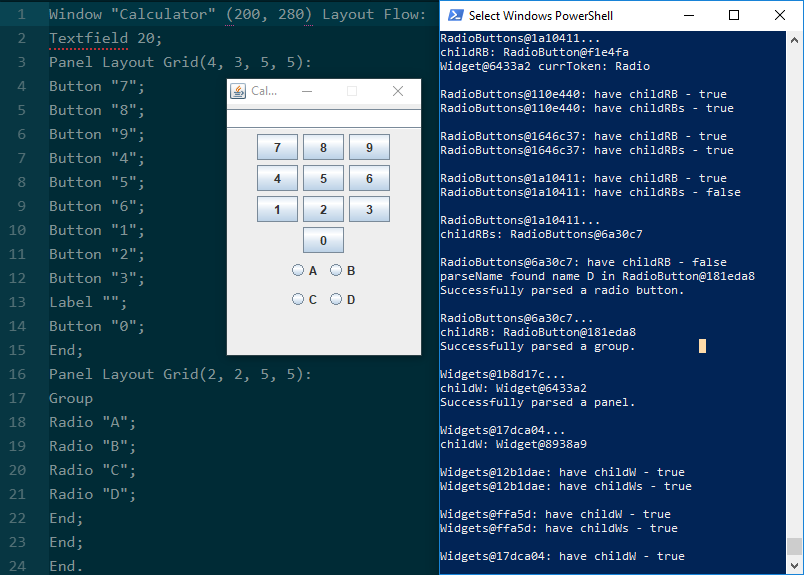 1 Window "Calculator" (200, 280) Layout Flow:
2 Textfield 20;
3 Panel Layout Grid(4, 3, 5, 5):
4 Button "7";
5 Button "8";
6 Button "9";
7 Button "4";
8 Button "5";
9 Button "6";
10 Button "1";
11 Button "2";
12 Button "3";
13 Label "";
14 Button "0";
15 End;
16 Panel Layout Grid(2, 2, 5, 5):
17 Group
18 Radio "A";
19 Radio "B";
20 Radio "C";
21 Radio "D";
22 End;
23 End;
24 End.
Cal...
7 8 9
4 5 6
1 2 3
0
A B
C D
Select Windows PowerShell
RadioButtons@1a10411...
childRB: RadioButton@f1e4fa
Widget@6433a2 currToken: Radio
RadioButtons@110e440: have childRB - true
RadioButtons@110e440: have childRBs - true
RadioButtons@1646c37: have childRB - true
RadioButtons@1646c37: have childRBs - true
RadioButtons@1a10411: have childRB - true
RadioButtons@1a10411: have childRBs - false
RadioButtons@1a10411...
childRBs: RadioButtons@6a30c7
RadioButtons@6a30c7: have childRB - false
parseName found name D in RadioButton@181eda8
Successfully parsed a radio button.
RadioButtons@6a30c7...
childRB: RadioButton@181eda8
Successfully parsed a group.
Widgets@1b8d17c...
childW: Widget@6433a2
Successfully parsed a panel.
Widgets@17dca04...
childW: Widget@8938a9
Widgets@12b1dae: have childW - true
Widgets@12b1dae: have childWs - true
Widgets@ffa5d: have childW - true
Widgets@ffa5d: have childWs - true
Widgets@17dca04: have childW - true